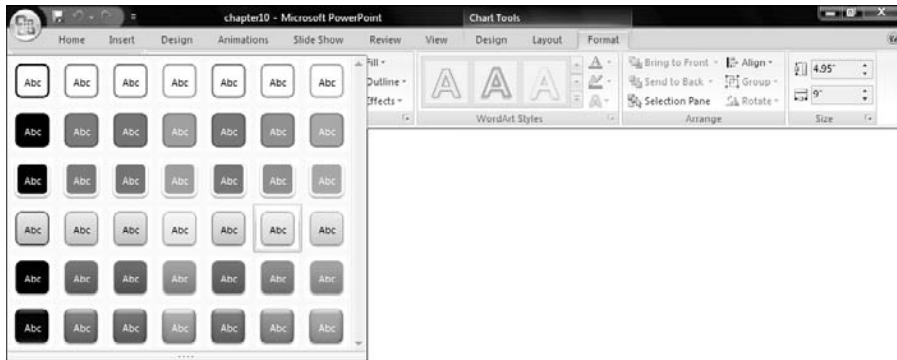 chapter10 - Microsoft PowerPoint
Chart Tools
Home Insert Design Animations Slide Show Review View Design Layout Format
Abc Abc Abc Abc Abc Abc Abc
Fill
Outline
Effects
A A A
A
Bring to Front
Align
Send to Back
Group
Selection Pane
Rotate
4.95"
9"
WordArt Styles
Arrange
Size
Abc Abc Abc Abc Abc Abc Abc
Abc Abc Abc Abc Abc Abc Abc
Abc Abc Abc Abc Abc Abc Abc
Abc Abc Abc Abc Abc Abc Abc
Abc Abc Abc Abc Abc Abc Abc